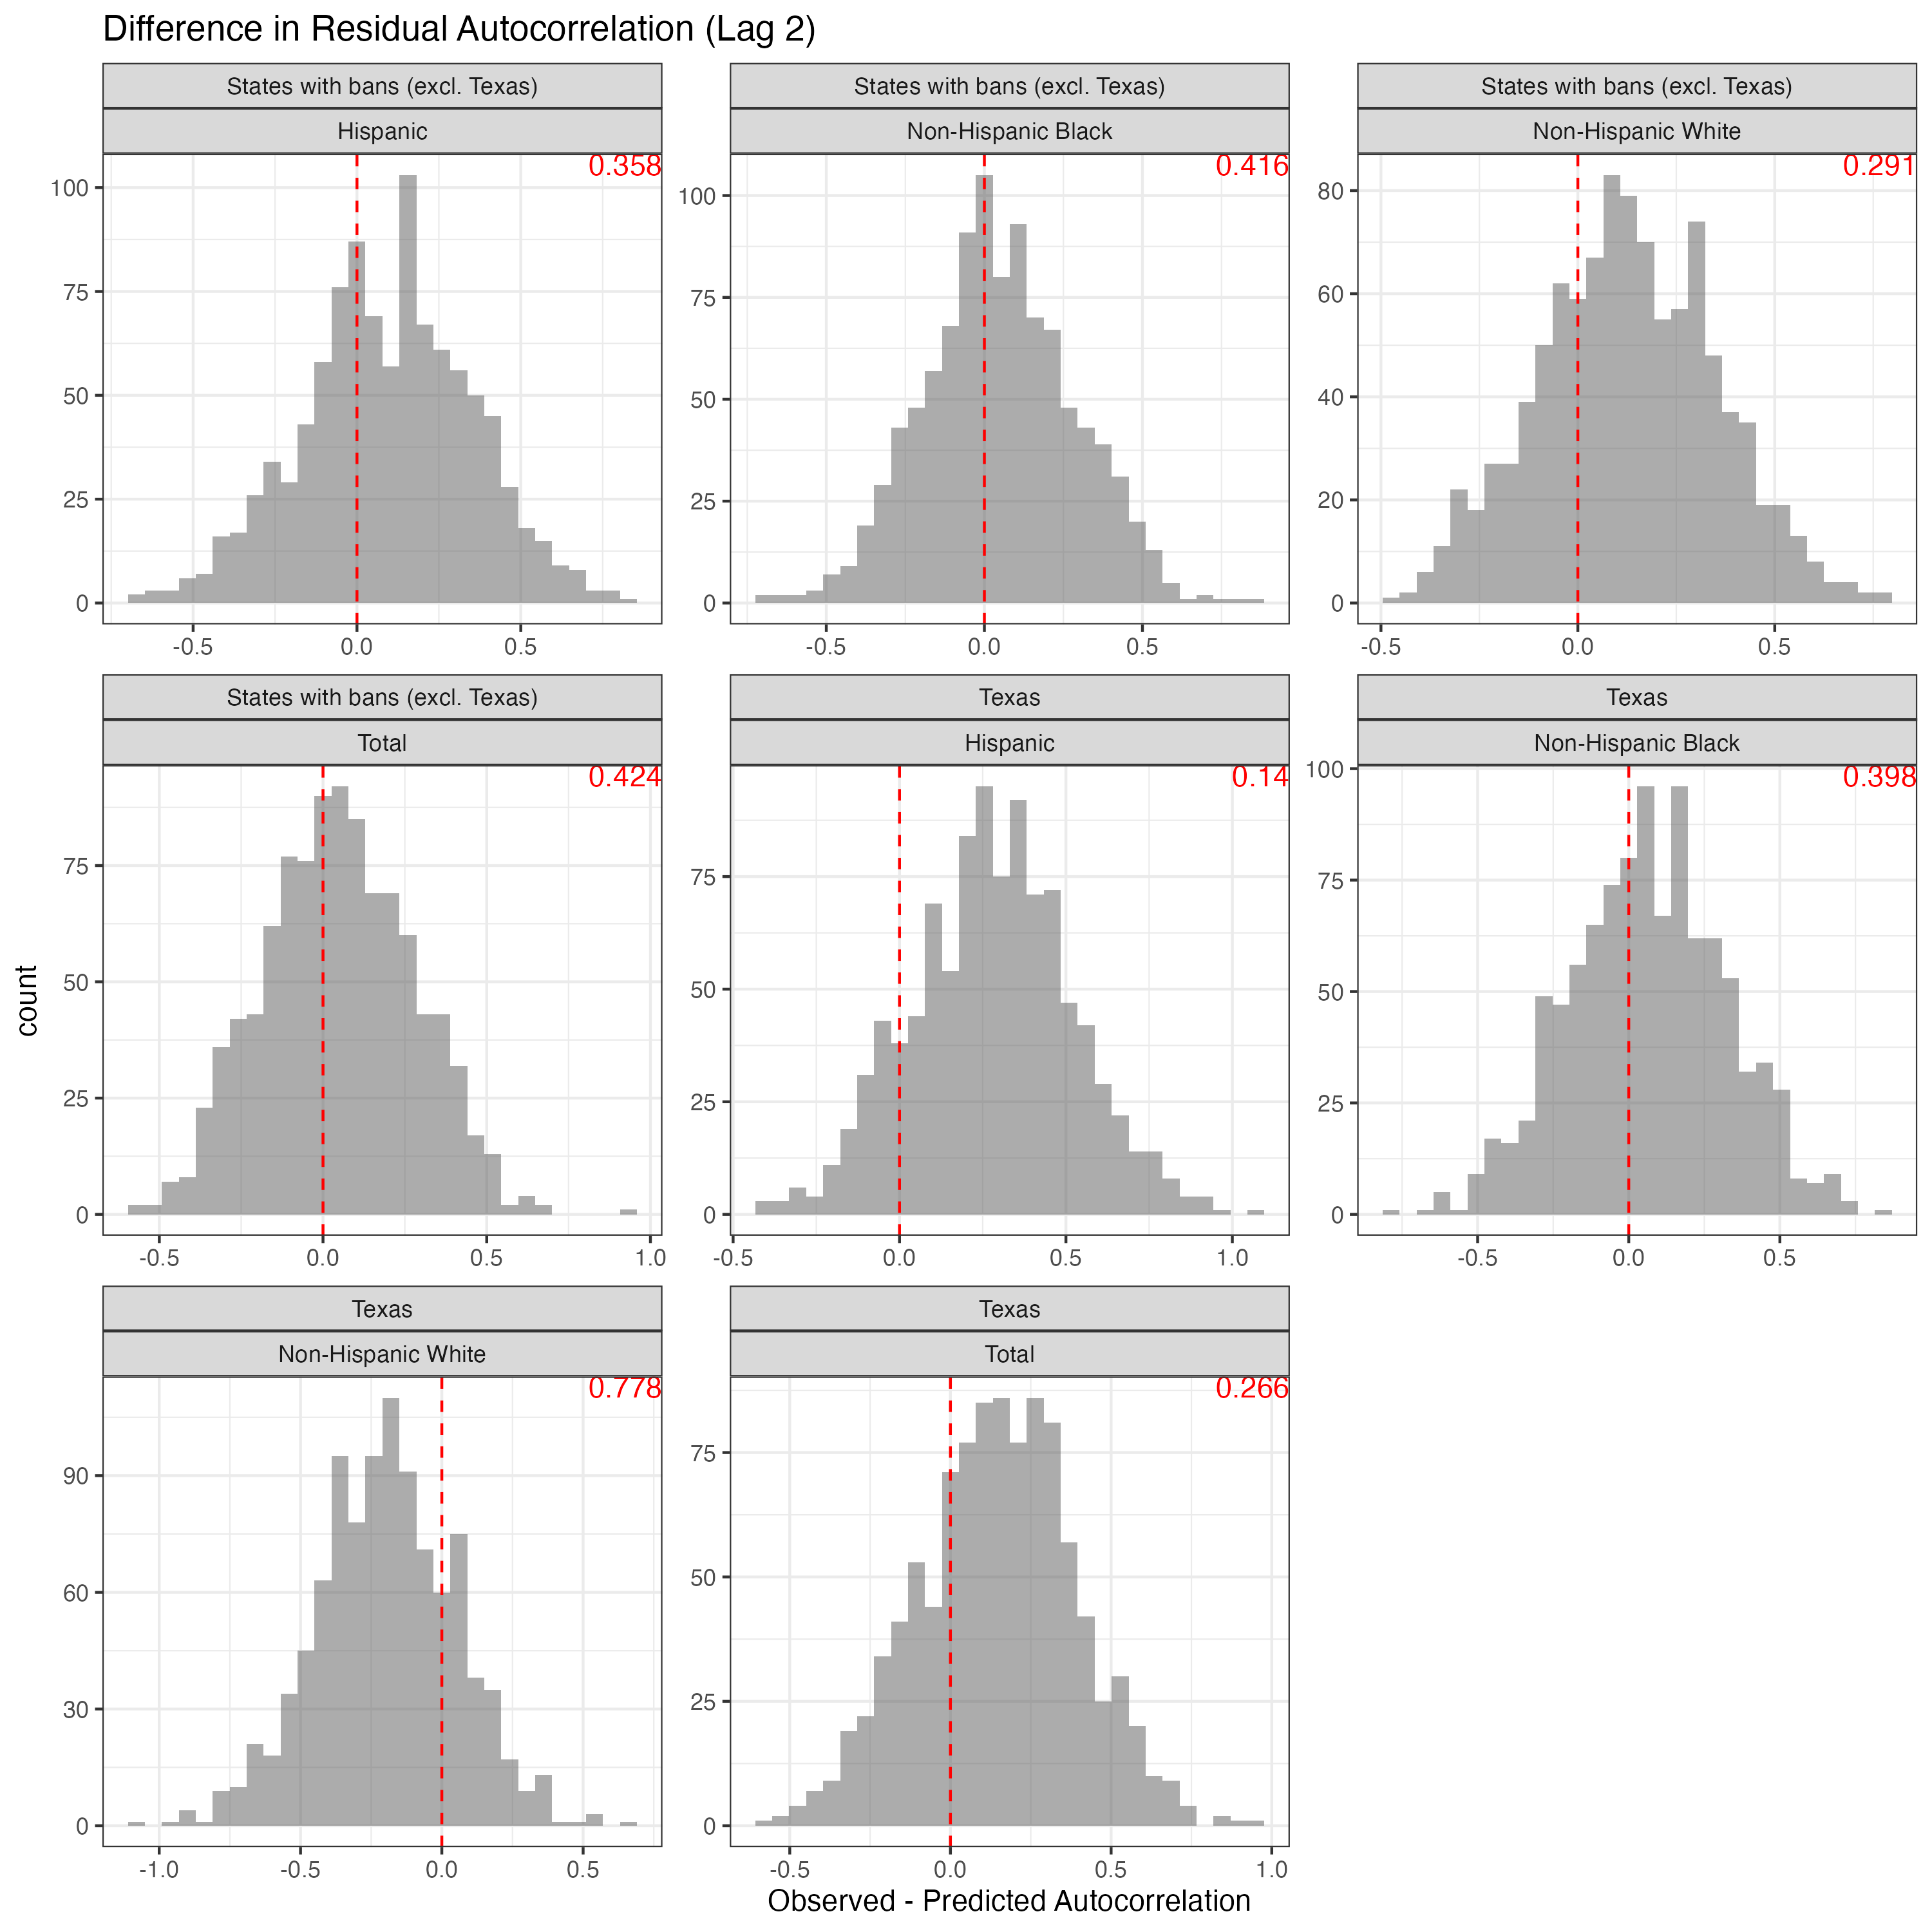 Difference in Residual Autocorrelation (Lag 2)
States with bans (excl. Texas)
Hispanic
0.358
100
75
50
25
0
-0.5 0.0 0.5
States with bans (excl. Texas)
Non-Hispanic Black
0.416
100
75
50
25
0
-0.5 0.0 0.5
States with bans (excl. Texas)
Non-Hispanic White
0.291
80
60
40
20
0
-0.5 0.0 0.5
States with bans (excl. Texas)
Total
0.424
75
50
25
0
-0.5 0.0 0.5 1.0
Texas
Hispanic
0.14
75
50
25
0
-0.5 0.0 0.5 1.0
Texas
Non-Hispanic Black
0.398
100
75
50
25
0
-0.5 0.0 0.5
Texas
Non-Hispanic White
0.778
90
60
30
0
-1.0 -0.5 0.0 0.5
Texas
Total
0.266
75
50
25
0
-0.5 0.0 0.5 1.0
count
Observed - Predicted Autocorrelation